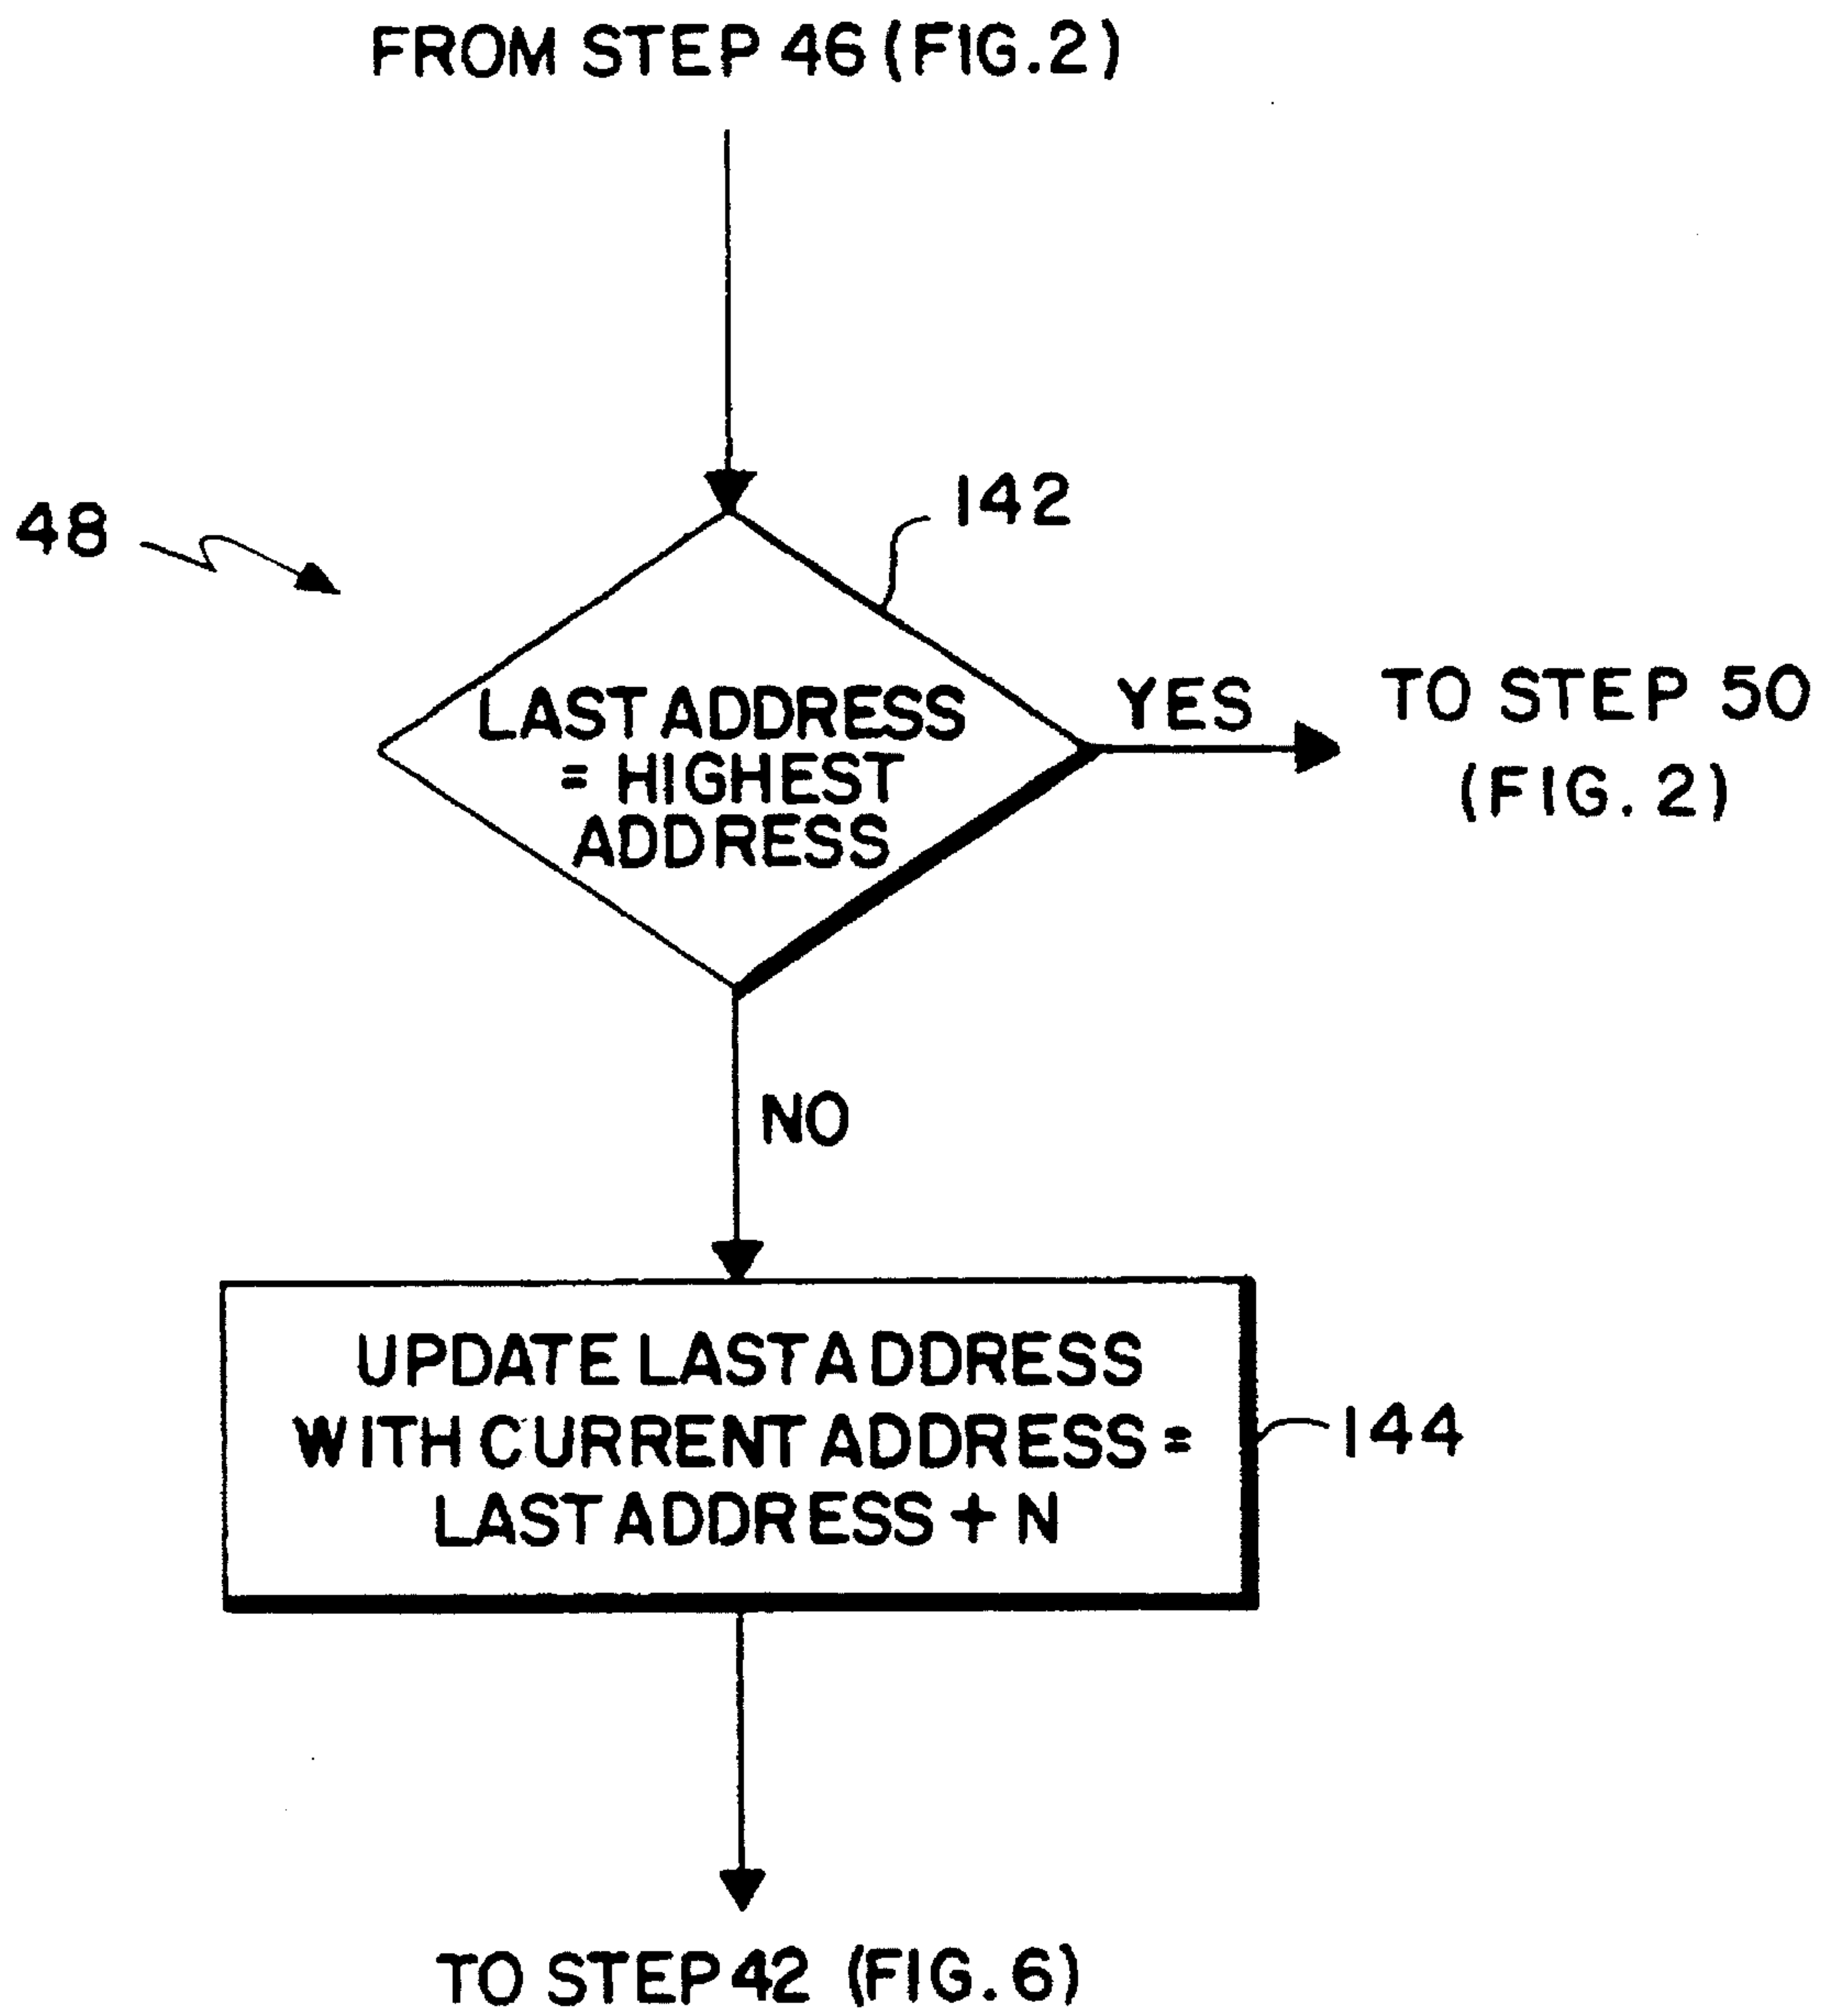 FROM STEP 46 (FIG. 2)
142
48
LAST ADDRESS
= HIGHEST
ADDRESS
YES
TO STEP 50
(FIG. 2)
NO
UPDATE LAST ADDRESS
WITH CURRENT ADDRESS =
LAST ADDRESS + N
144
TO STEP 42 (FIG. 6)